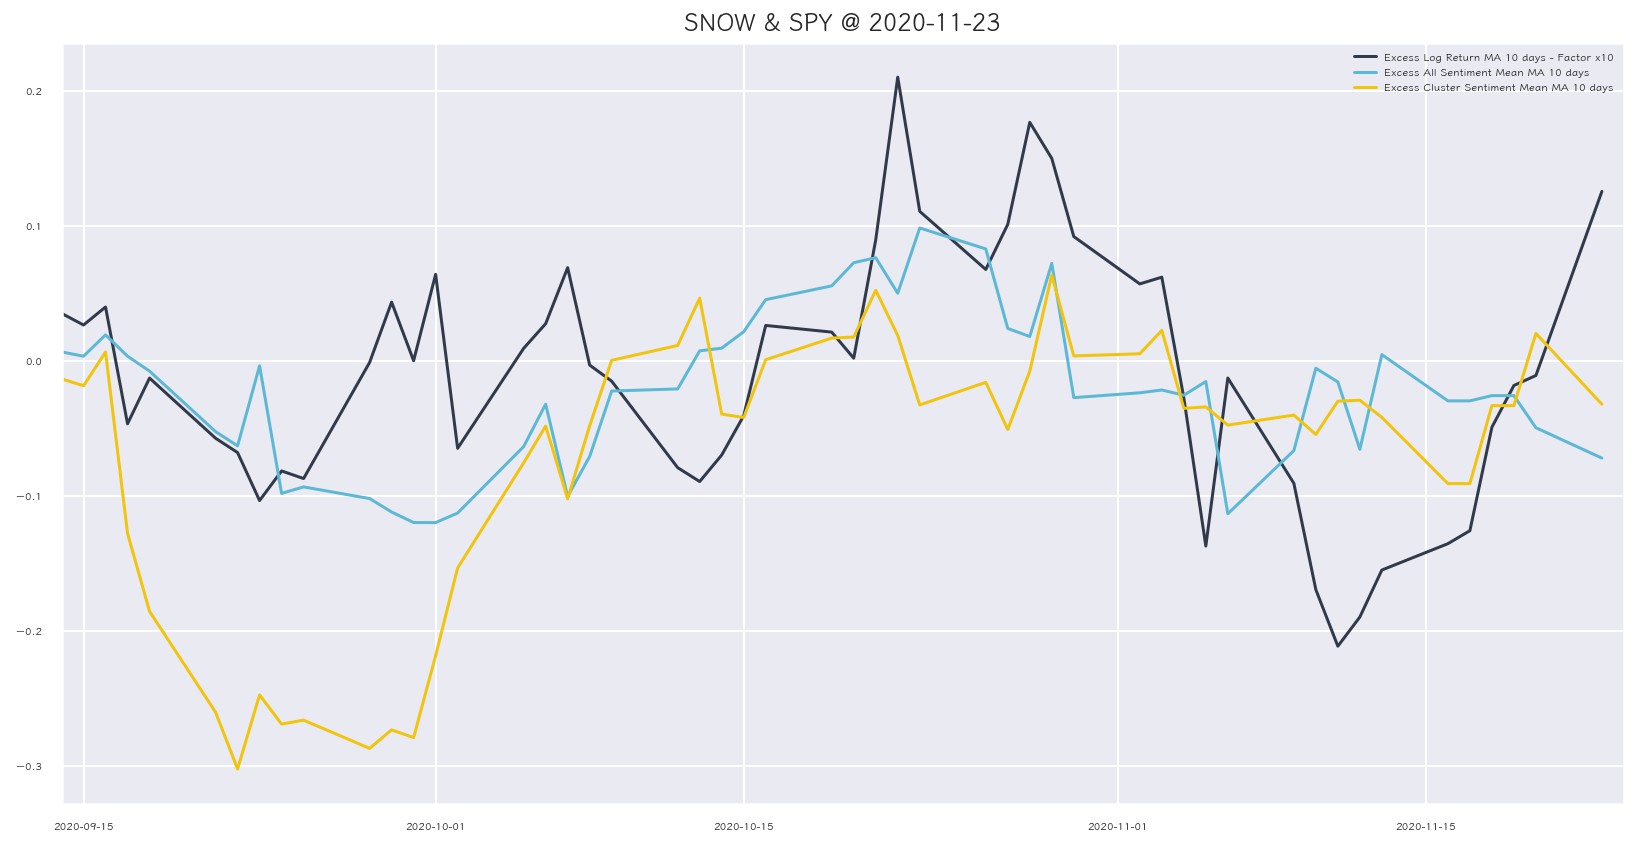 SNOW & SPY @ 2020-11-23
Excess Log Return MA 10 days - Factor x10
Excess All Sentiment Mean MA 10 days
Excess Cluster Sentiment Mean MA 10 days
0.2
0.1
0.0
−0.1
−0.2
−0.3
2020-09-15 2020-10-01 2020-10-15 2020-11-01 2020-11-15